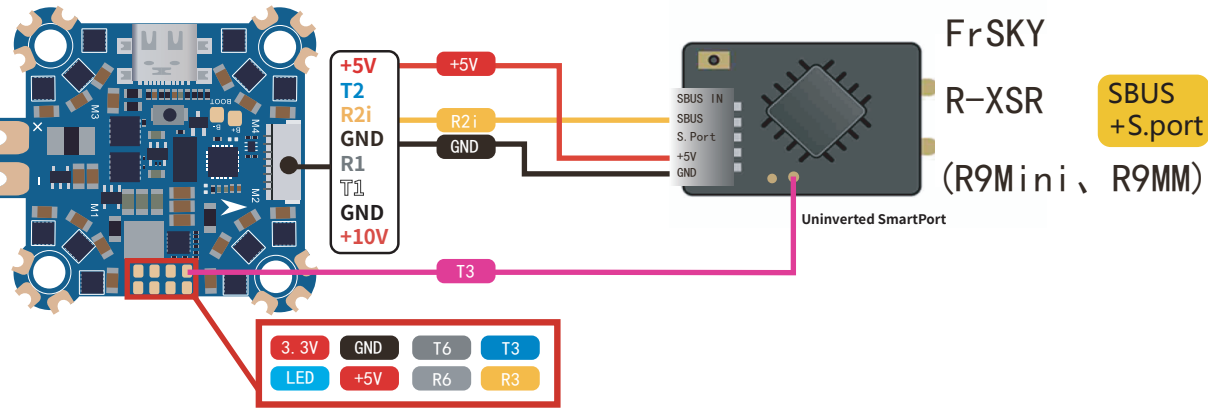 BOOT
B-
B+
M3
M4
M1
M2
+5V
T2
R2i
GND
R1
T1
GND
+10V
+5V
R2i
GND
T3
SBUS IN
SBUS
S.Port
+5V
GND
Uninverted SmartPort
FrSKY
R-XSR
(R9Mini、R9MM)
SBUS
+S.port
3.3V GND T6 T3
LED +5V R6 R3